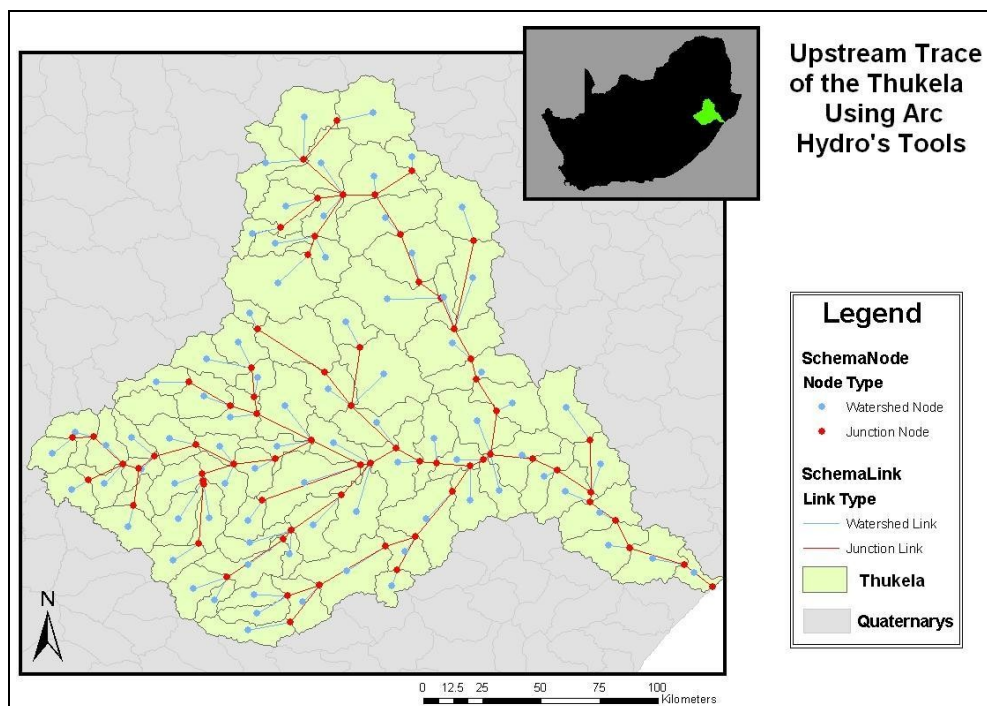 Upstream Trace
of the Thukela
Using Arc
Hydro's Tools
Legend
SchemaNode
Node Type
Watershed Node
Junction Node
SchemaLink
Link Type
Watershed Link
Junction Link
Thukela
Quaternarys
N
0 12.5 25 50 75 100
Kilometers